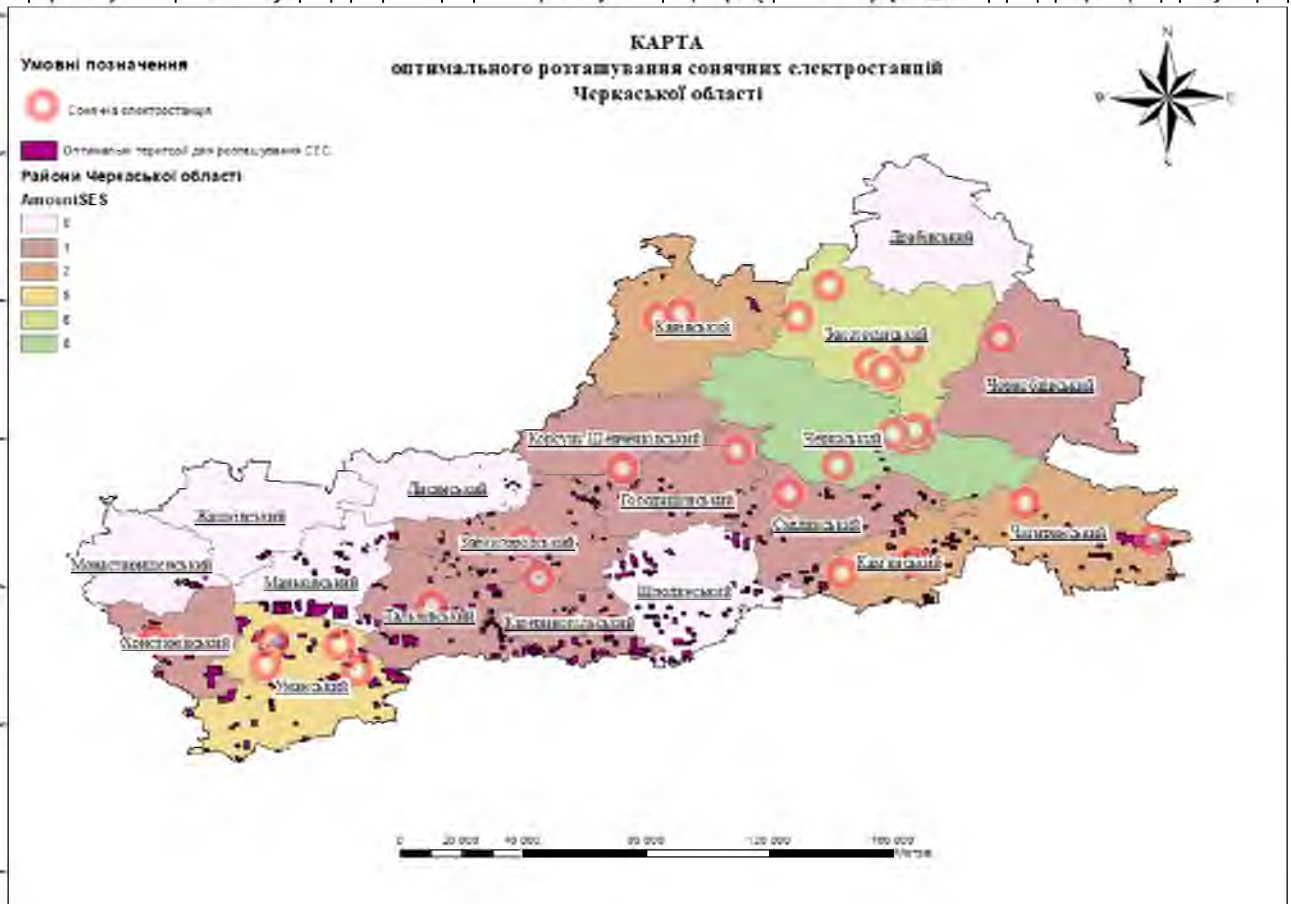 КАРТА
оптимального розташування сонячних електростанцій
Черкаської області
N
W
E
S
Умовні позначення
Сонячна електростанція
Оптимальні території для розташування СЕС
Райони Черкаської області
AmountSES
0
1
2
5
6
8
Драбівський
Канівський
Золотоніський
Чорнобаївський
Корсунь-Шевченківський
Черкаський
Лисянський
Городищенський
Жашківський
Смілянський
Чигиринський
Звенигородський
Кам'янський
Монастирищенський
Маньківський
Шполянський
Тальнівський
Катеринопільський
Христинівський
Уманський
0 20 000 40 000 80 000 120 000 160 000
Метрів